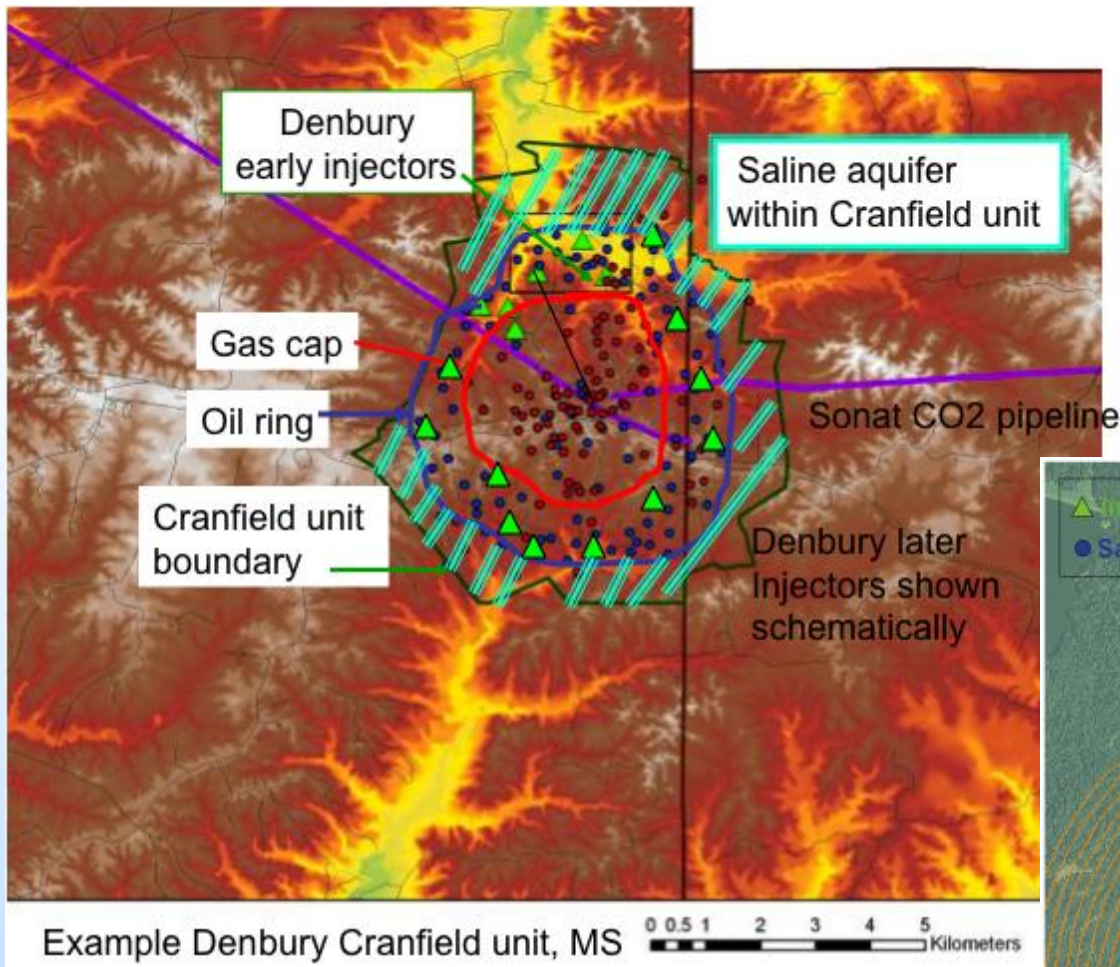 Denbury
early injectors
Saline aquifer
within Cranfield unit
Gas cap
Oil ring
Sonat CO2 pipeline
Cranfield unit
boundary
Denbury later
Injectors shown
schematically
Example Denbury Cranfield unit, MS
0 0.5 1 2 3 4 5
Kilometers